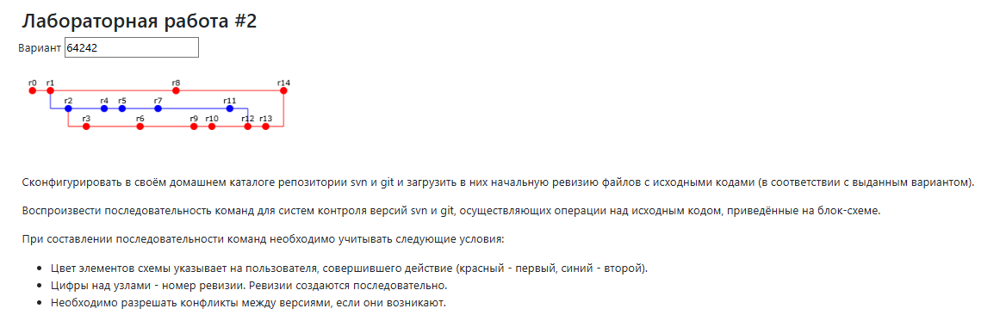 Лабораторная работа #2
Вариант 64242
r0 r1 r8 r14
r2 r4 r5 r7 r11
r3 r6 r9 r10 r12 r13
Сконфигурировать в своём домашнем каталоге репозитории svn и git и загрузить в них начальную ревизию файлов с исходными кодами (в соответствии с выданным вариантом).
Воспроизвести последовательность команд для систем контроля версий svn и git, осуществляющих операции над исходным кодом, приведённые на блок-схеме.
При составлении последовательности команд необходимо учитывать следующие условия:
• Цвет элементов схемы указывает на пользователя, совершившего действие (красный - первый, синий - второй).
• Цифры над узлами - номер ревизии. Ревизии создаются последовательно.
• Необходимо разрешать конфликты между версиями, если они возникают.